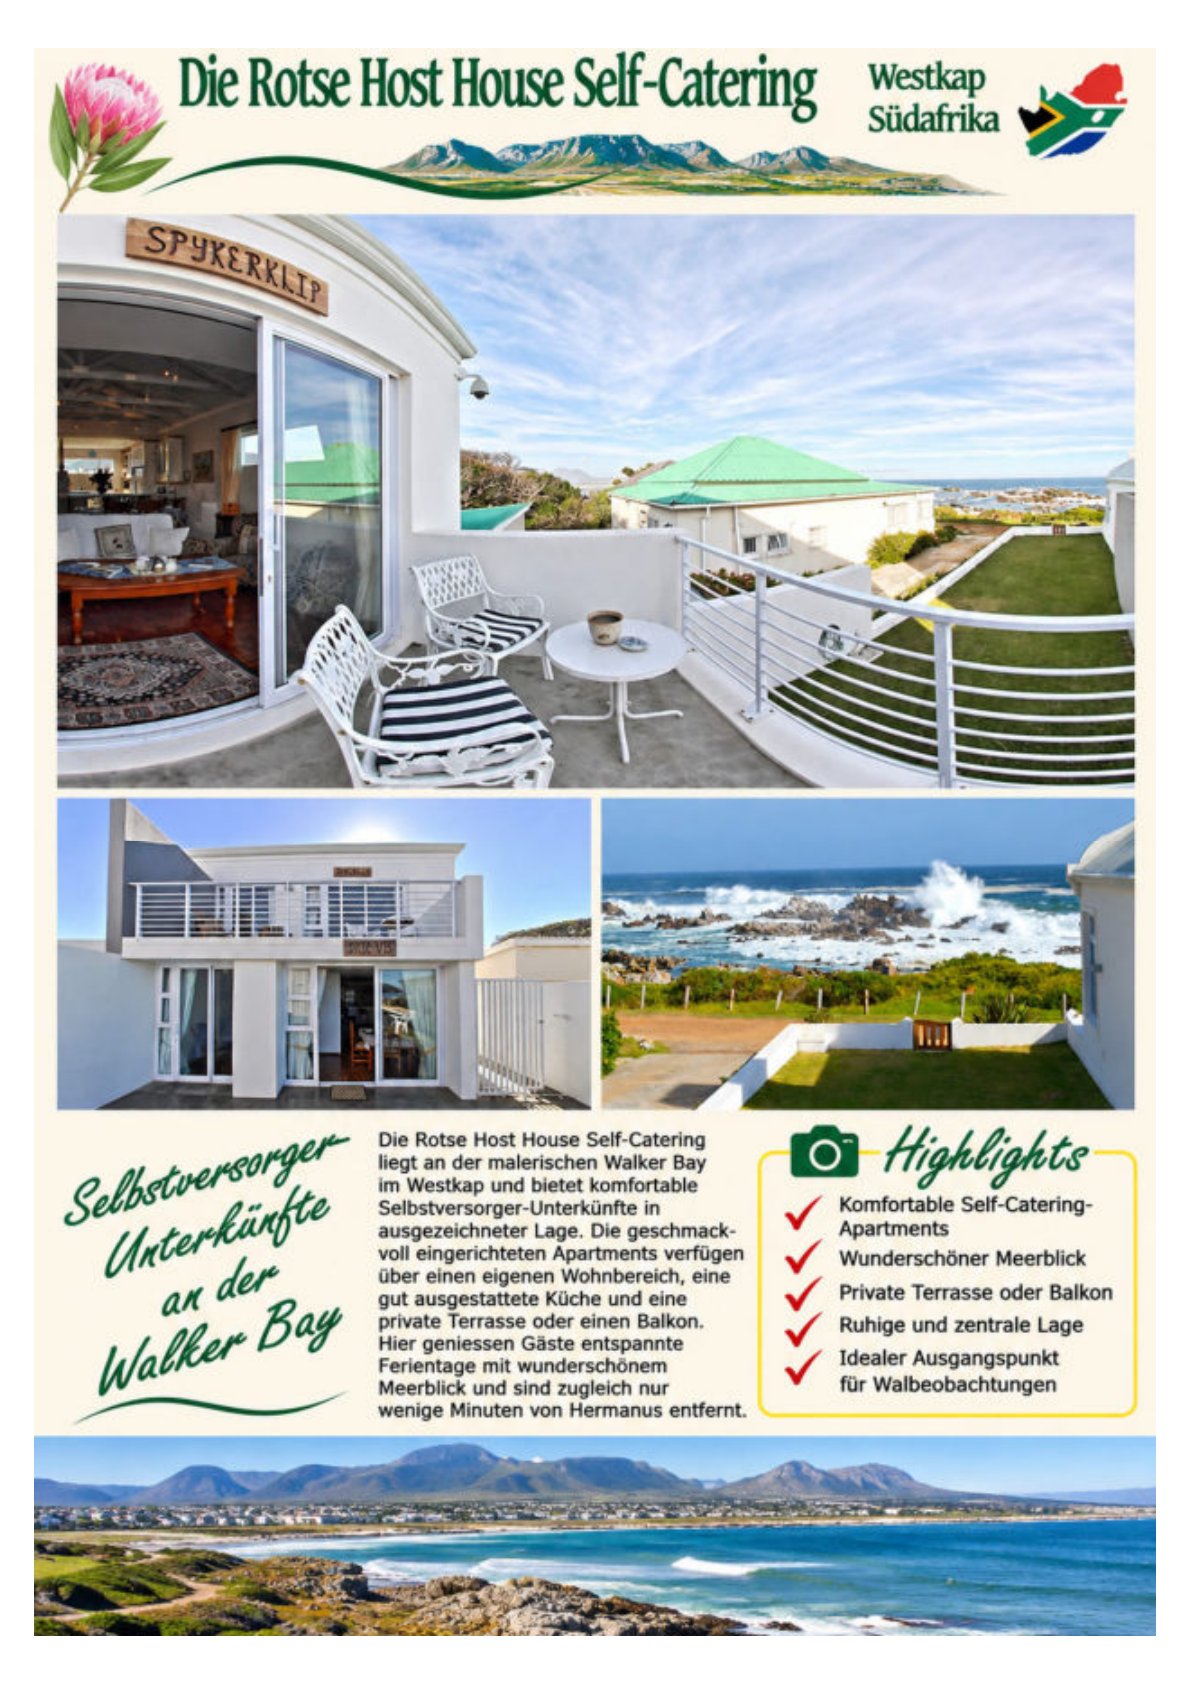 Die Rotse Host House Self-Catering
Westkap
Südafrika
SPYKERKLIP
Selbstversorger-
Unterkünfte
an der
Walker Bay
Die Rotse Host House Self-Catering
liegt an der malerischen Walker Bay
im Westkap und bietet komfortable
Selbstversorger-Unterkünfte in
ausgezeichneter Lage. Die geschmack-
voll eingerichteten Apartments verfügen
über einen eigenen Wohnbereich, eine
gut ausgestattete Küche und eine
private Terrasse oder einen Balkon.
Hier geniessen Gäste entspannte
Ferientage mit wunderschönem
Meerblick und sind zugleich nur
wenige Minuten von Hermanus entfernt.
Highlights
Komfortable Self-Catering-
Apartments
Wunderschöner Meerblick
Private Terrasse oder Balkon
Ruhige und zentrale Lage
Idealer Ausgangspunkt
für Walbeobachtungen